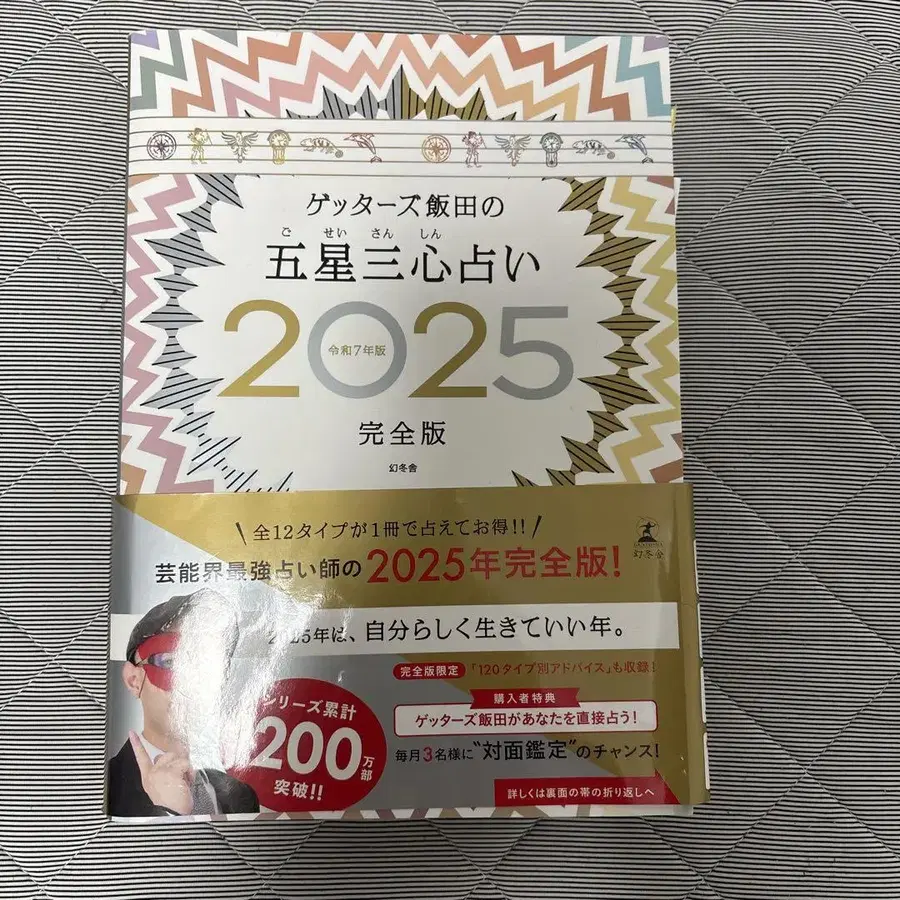 ゲッターズ飯田の
ご せい さん しん
五星三心占い
2025
令和7年版
完全版
幻冬舎
全12タイプが1冊で占えてお得!!
幻冬舎
芸能界最強占い師の2025年完全版!
2025年は、自分らしく生きていい年。
完全版限定「120タイプ別アドバイス」も収録!
購入者特典
ゲッターズ飯田があなたを直接占う!
毎月3名様に"対面鑑定"のチャンス!
シリーズ累計
200万部
突破!!
詳しくは裏面の帯の折り返しへ